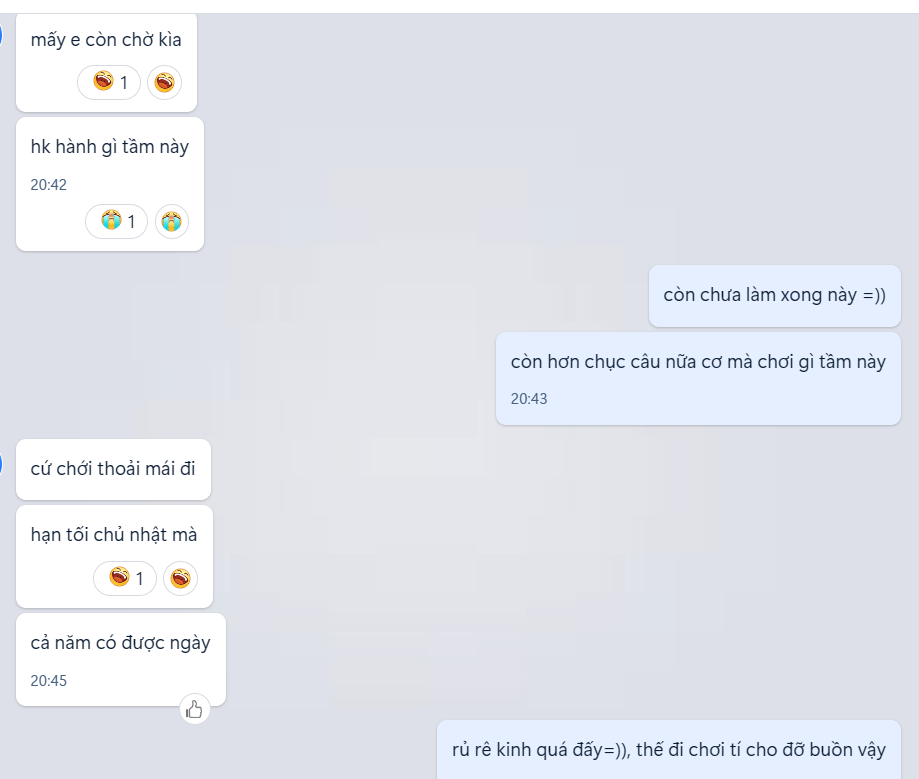 mấy e còn chờ kìa
1
hk hành gì tầm này
20:42
1
còn chưa làm xong này =))
còn hơn chục câu nữa cơ mà chơi gì tầm này
20:43
cứ chới thoải mái đi
hạn tối chủ nhật mà
1
cả năm có được ngày
20:45
rủ rê kinh quá đấy=)), thế đi chơi tí cho đỡ buồn vậy